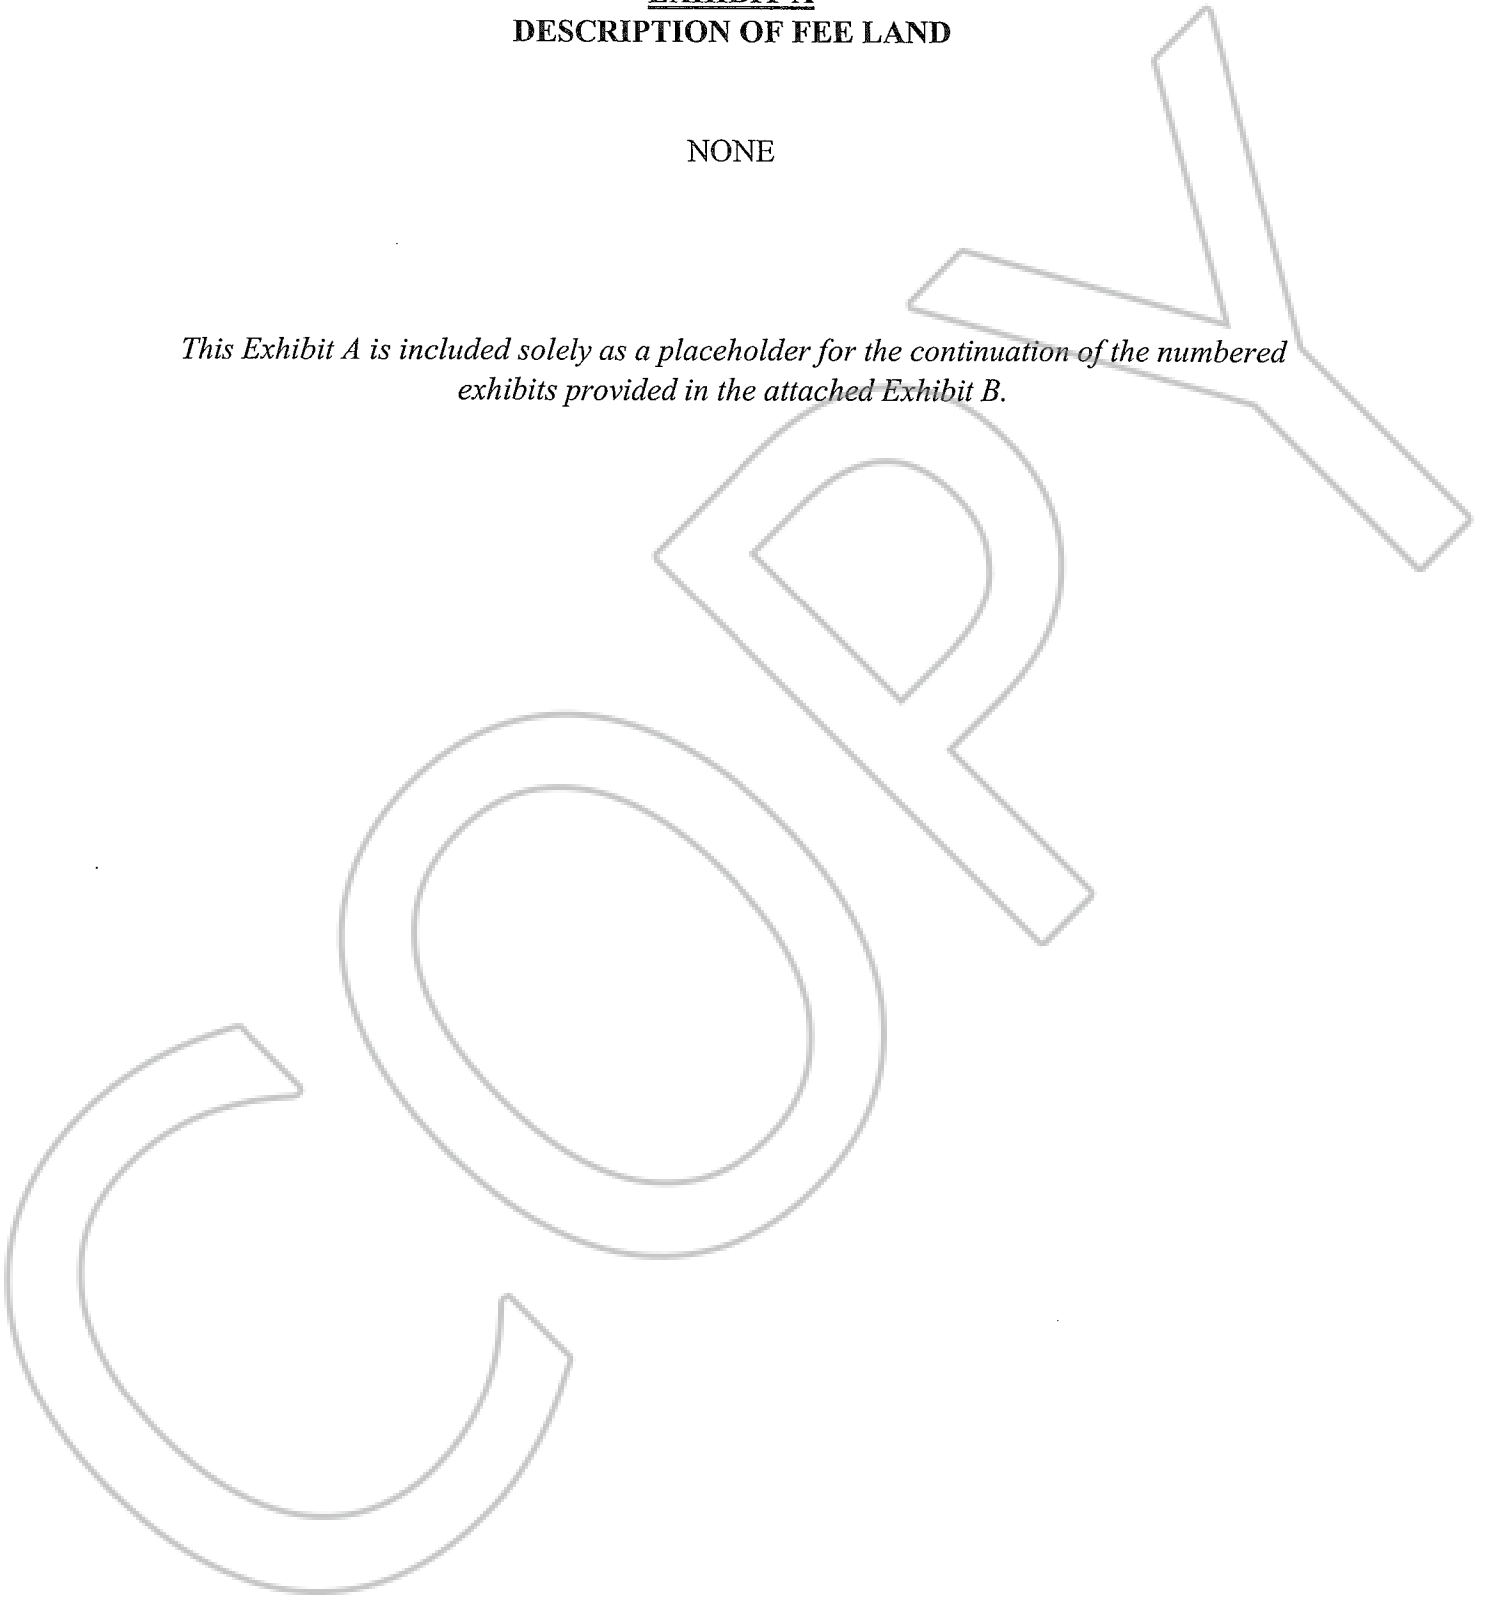 EXHIBIT A
DESCRIPTION OF FEE LAND
NONE
This Exhibit A is included solely as a placeholder for the continuation of the numbered
exhibits provided in the attached Exhibit B.
COPY